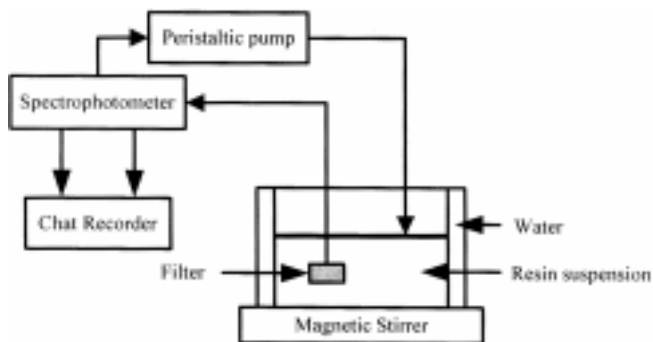 Peristaltic pump
Spectrophotometer
Chat Recorder
Water
Filter
Resin suspension
Magnetic Stirrer